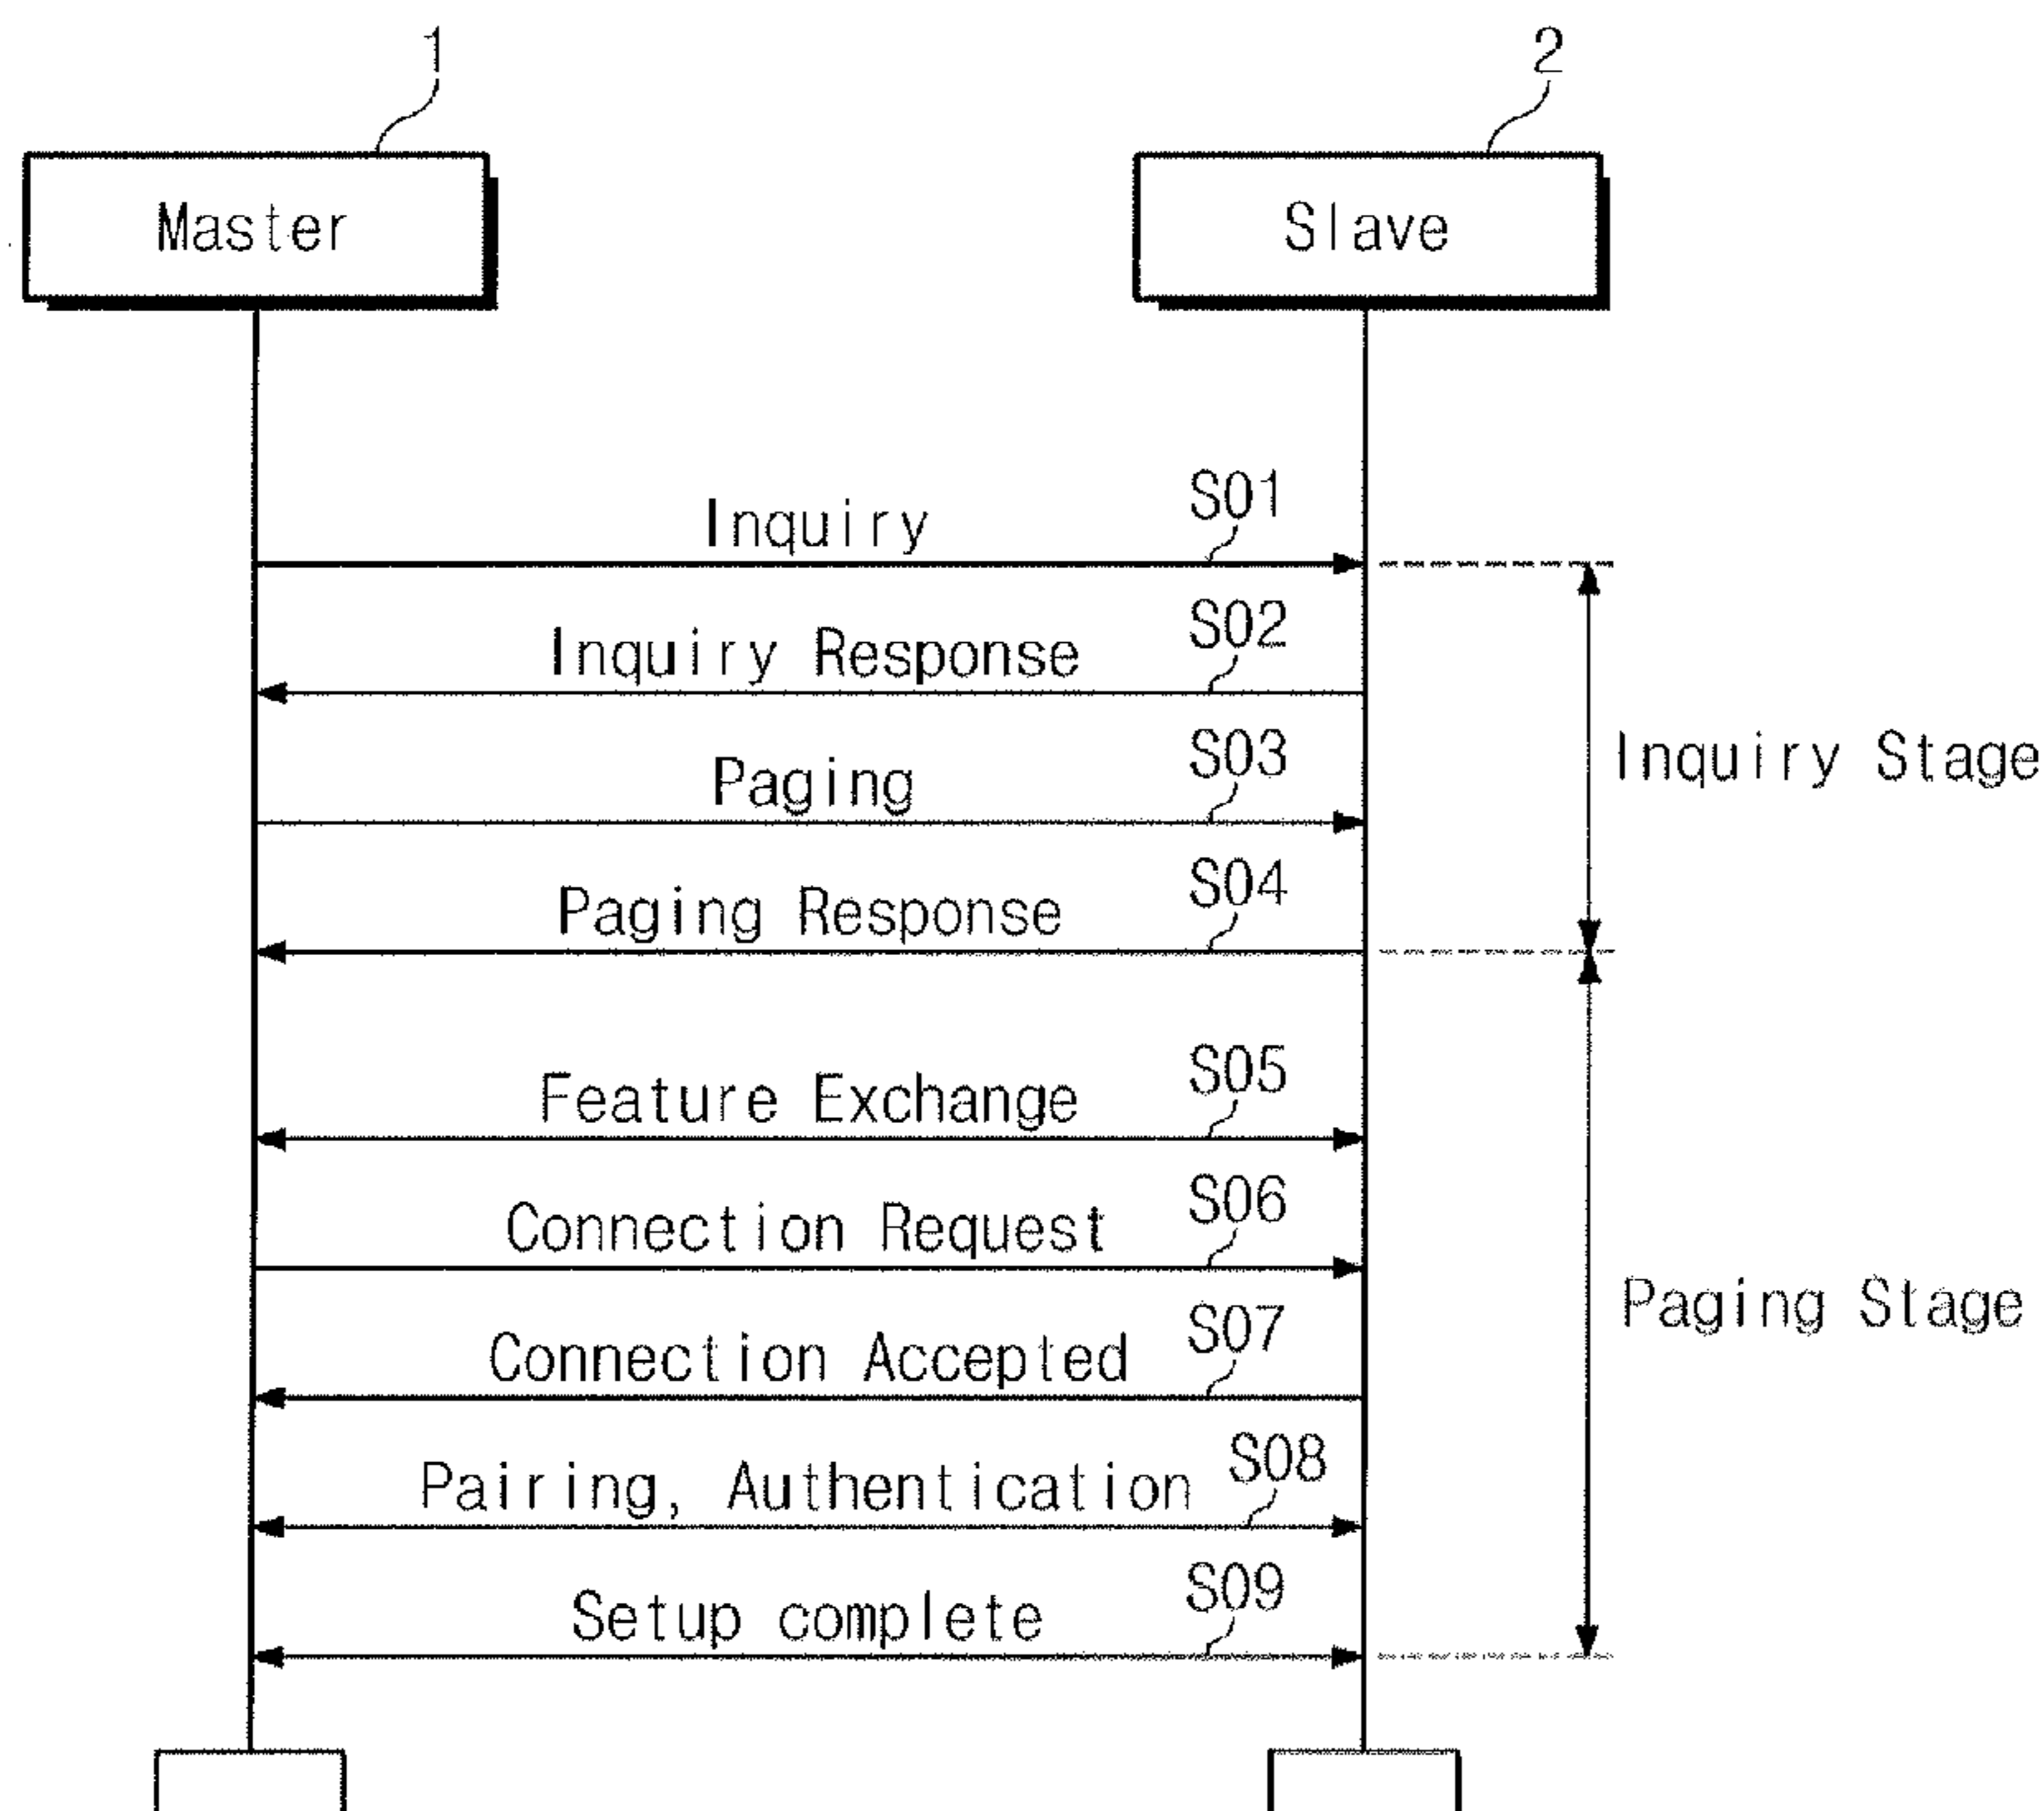 1
2
Master
Slave
S01
Inquiry
S02
Inquiry Response
S03
Paging
Inquiry Stage
S04
Paging Response
S05
Feature Exchange
S06
Connection Request
Paging Stage
S07
Connection Accepted
S08
Pairing, Authentication
S09
Setup complete